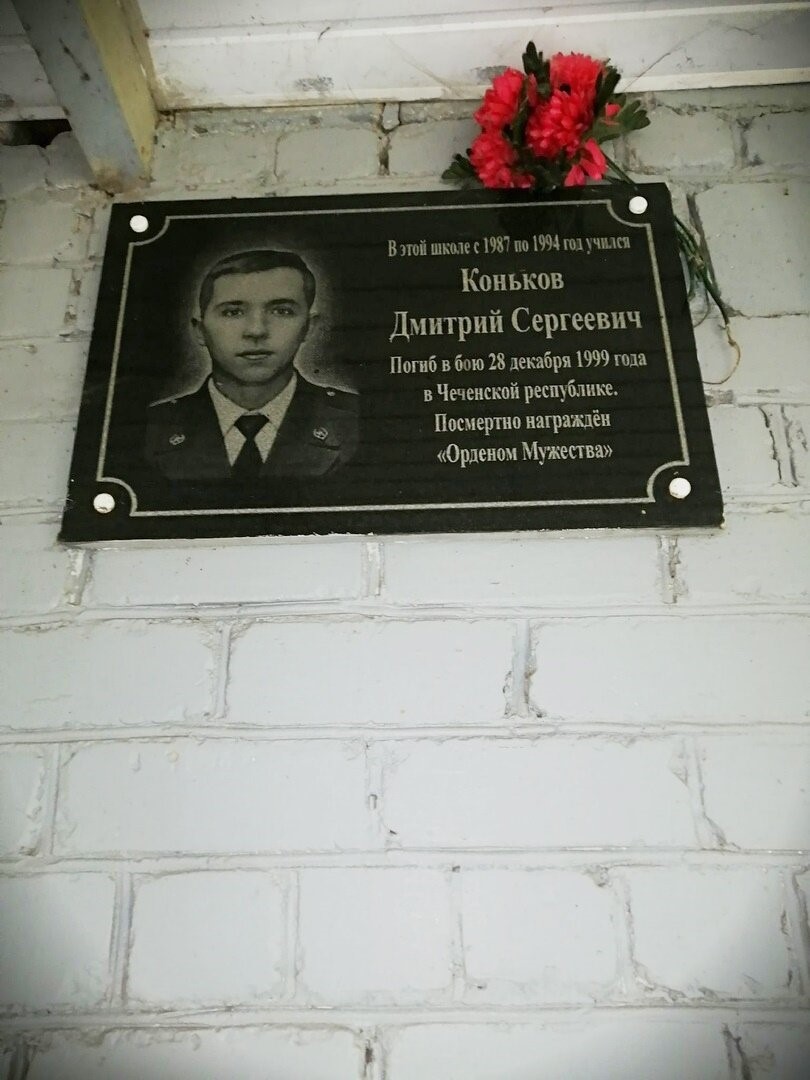 В этой школе с 1987 по 1994 год учился
Коньков
Дмитрий Сергеевич
Погиб в бою 28 декабря 1999 года
в Чеченской республике.
Посмертно награждён
«Орденом Мужества»